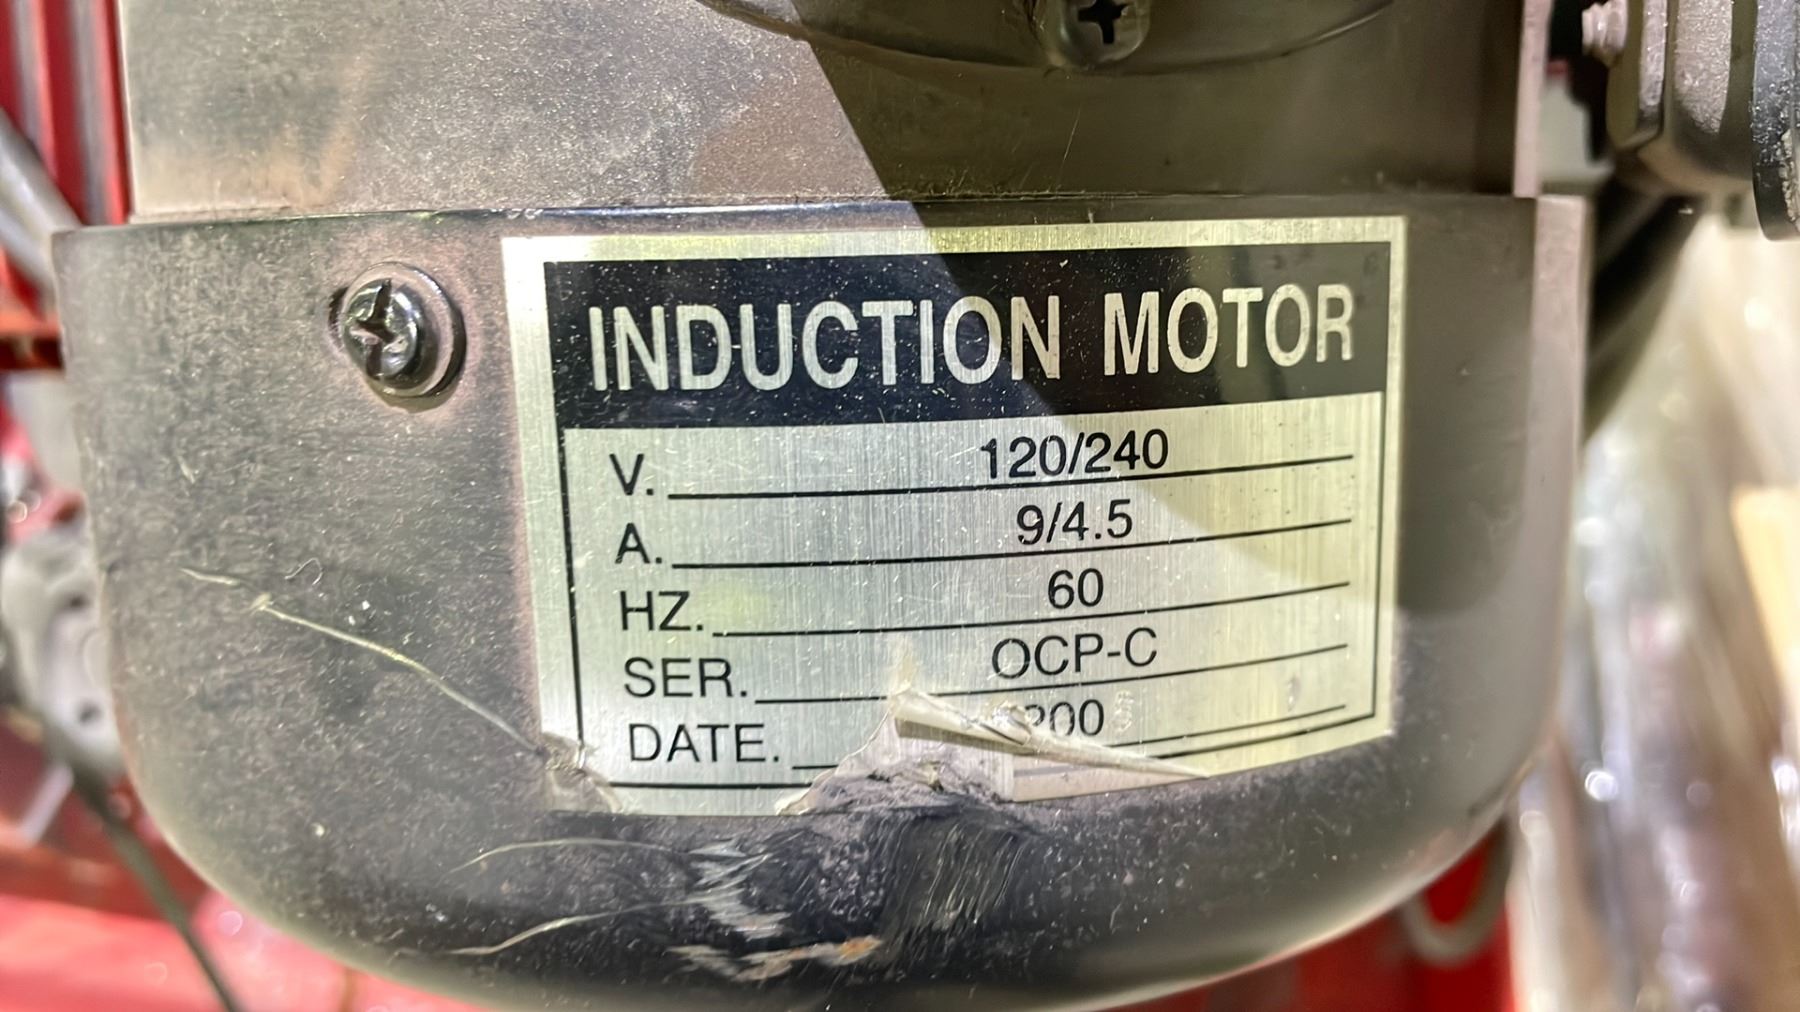 INDUCTION MOTOR
V. 120/240
A. 9/4.5
HZ. 60
SER. OCP-C
DATE.